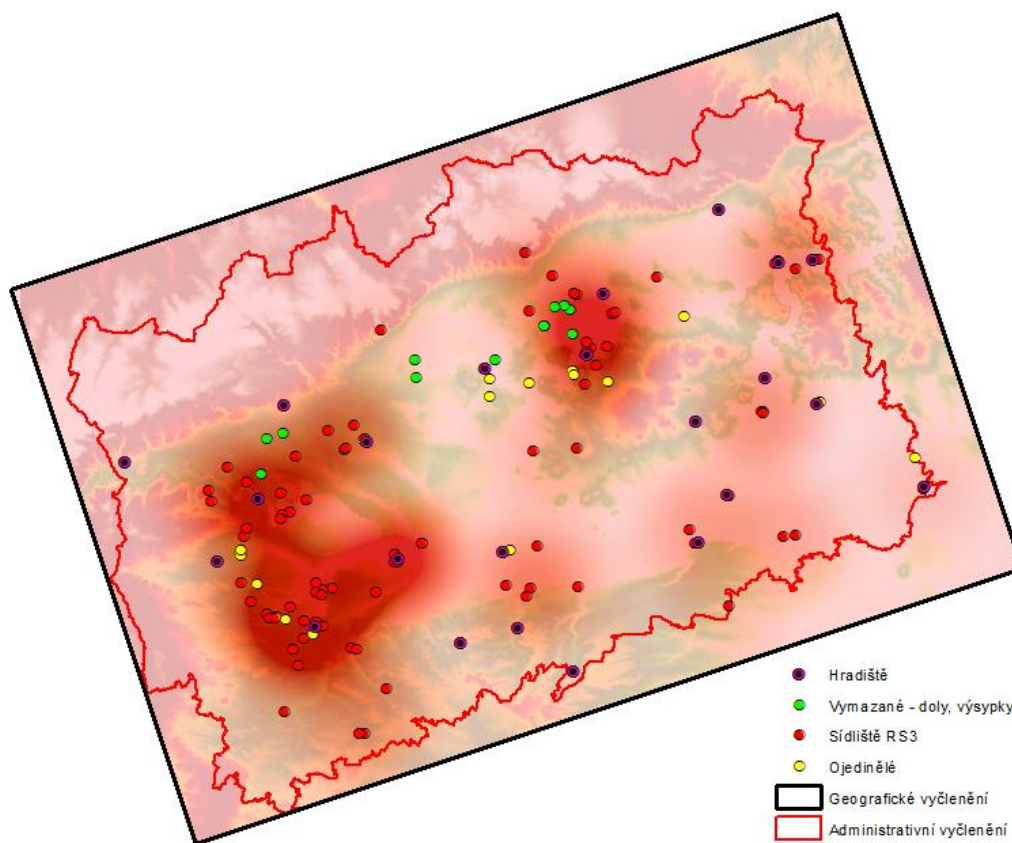 Hradiště
Vymazané - doly, výsypky
Sídliště RS3
Ojedinělé
Geografické vyčlenění
Administrativní vyčlenění